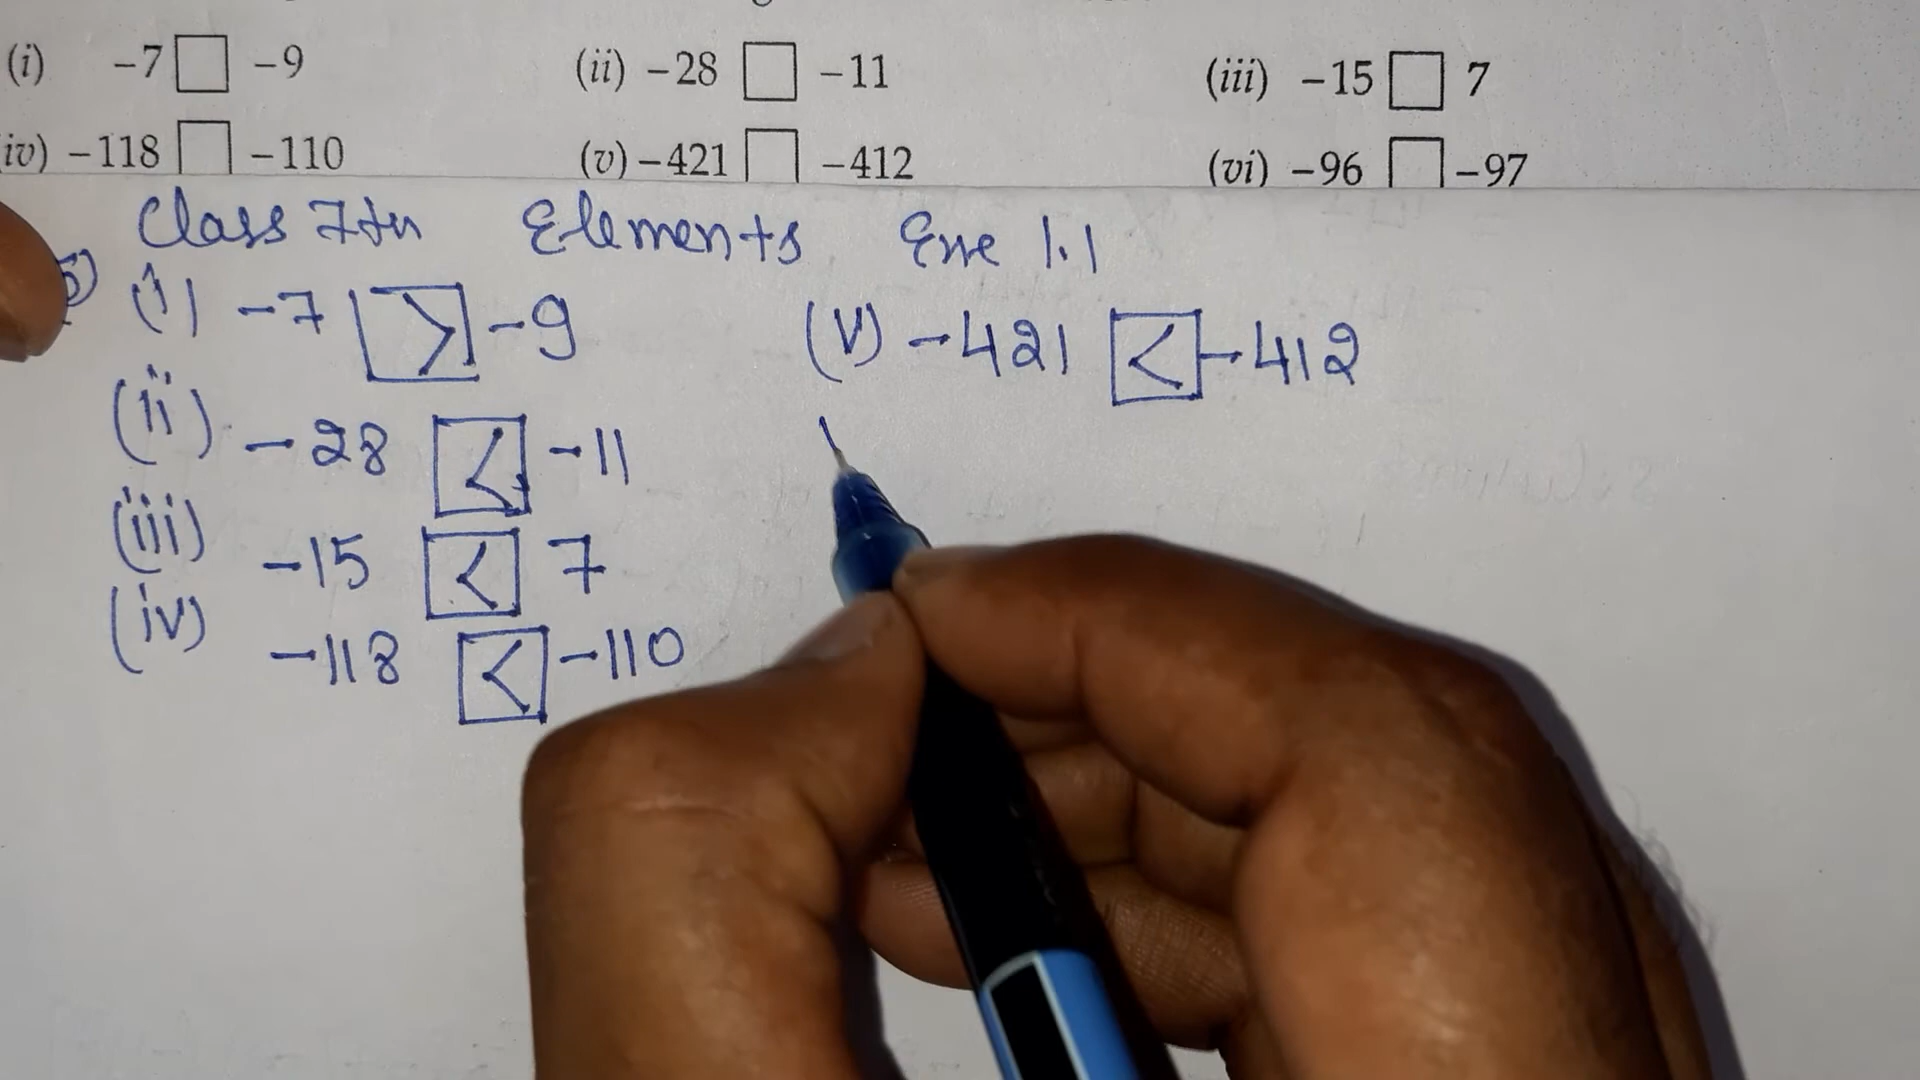 (i) -7 □ -9 (ii) -28 □ -11 (iii) -15 □ 7
iv) -118 □ -110 (v) -421 □ -412 (vi) -96 □ -97
Class 7th Elements Exe 1.1
5) (i) -7 > -9
(ii) -28 < -11
(iii) -15 < 7
(iv) -118 < -110
(V) -421 < -412